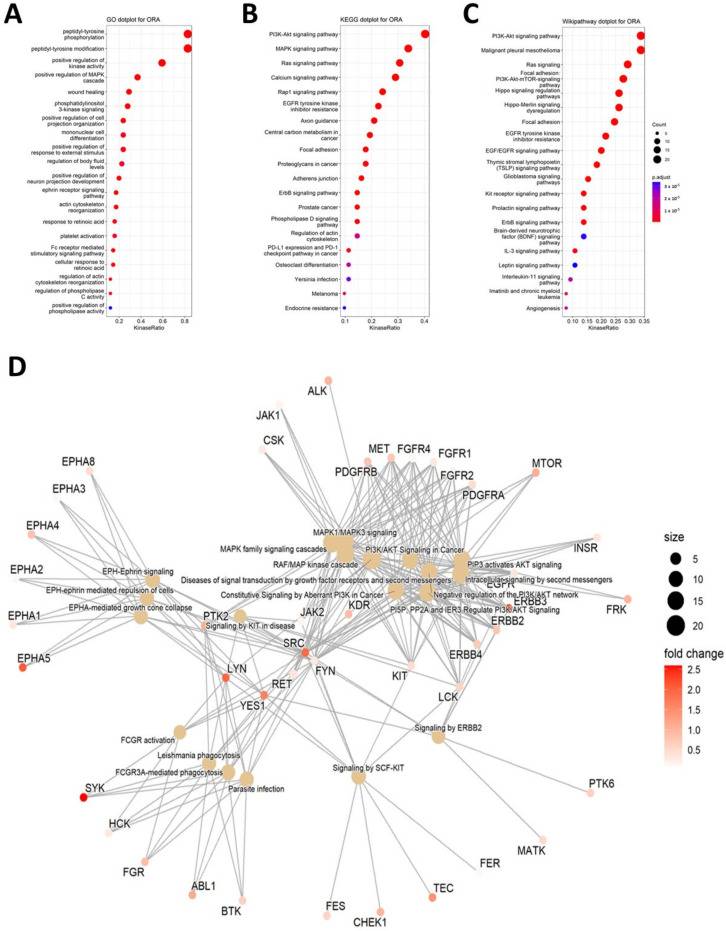 A
GO dotplot for ORA
peptidyl-tyrosine
phosphorylation
peptidyl-tyrosine modification
positive regulation of
kinase activity
positive regulation of MAPK
cascade
wound healing
phosphatidylinositol
3-kinase signaling
positive regulation of cell
projection organization
mononuclear cell
differentiation
positive regulation of
response to external stimulus
regulation of body fluid
levels
positive regulation of
neuron projection development
ephrin receptor signaling
pathway
actin cytoskeleton
reorganization
response to retinoic acid
platelet activation
Fc receptor mediated
stimulatory signaling pathway
cellular response to
retinoic acid
regulation of actin
cytoskeleton reorganization
regulation of phospholipase
C activity
positive regulation of
phospholipase activity
0.2 0.4 0.6 0.8
KinaseRatio
B
KEGG dotplot for ORA
PI3K-Akt signaling pathway
MAPK signaling pathway
Ras signaling pathway
Calcium signaling pathway
Rap1 signaling pathway
EGFR tyrosine kinase
inhibitor resistance
Axon guidance
Central carbon metabolism in
cancer
Focal adhesion
Proteoglycans in cancer
Adherens junction
ErbB signaling pathway
Prostate cancer
Phospholipase D signaling
pathway
Regulation of actin
cytoskeleton
PD-L1 expression and PD-1
checkpoint pathway in cancer
Osteoclast differentiation
Yersinia infection
Melanoma
Endocrine resistance
0.1 0.2 0.3 0.4
KinaseRatio
C
Wikipathway dotplot for ORA
PI3K-Akt signaling pathway
Malignant pleural mesothelioma
Ras signaling
Focal adhesion:
PI3K-Akt-mTOR-signaling
pathway
Hippo signaling regulation
pathways
Hippo-Merlin signaling
dysregulation
Focal adhesion
EGFR tyrosine kinase
inhibitor resistance
EGF/EGFR signaling pathway
Thymic stromal lymphopoietin
(TSLP) signaling pathway
Glioblastoma signaling
pathways
Kit receptor signaling pathway
Prolactin signaling pathway
ErbB signaling pathway
Brain-derived neurotrophic
factor (BDNF) signaling
pathway
IL-3 signaling pathway
Leptin signaling pathway
Interleukin-11 signaling
pathway
Imatinib and chronic myeloid
leukemia
Angiogenesis
0.10 0.15 0.20 0.25 0.30 0.35
KinaseRatio
Count
5
10
15
20
p.adjust
D
ALK
JAK1
CSK
MET
FGFR4
FGFR1
PDGFRB
FGFR2
MTOR
PDGFRA
EPHA8
EPHA3
EPHA4
EPHA2
EPHA1
EPHA5
MAPK1/MAPK3 signaling
MAPK family signaling cascades
PI3K/AKT Signaling in Cancer
RAF/MAP kinase cascade
PIP3 activates AKT signaling
INSR
EPH-Ephrin signaling
Diseases of signal transduction by growth factor receptors and second messengers
Intracellular signaling by second messengers
EGFR
EPH-ephrin mediated repulsion of cells
Constitutive Signaling by Aberrant PI3K in Cancer
Negative regulation of the PI3K/AKT network
ERBB3
FRK
EPHA-mediated growth cone collapse
PTK2
JAK2
KDR
PI5P, PP2A and IER3 Regulate PI3K/AKT Signaling
ERBB2
Signaling by KIT in disease
SRC
ERBB4
LYN
RET
FYN
KIT
LCK
YES1
FCGR activation
Signaling by ERBB2
Leishmania phagocytosis
FCGR3A-mediated phagocytosis
Parasite infection
Signaling by SCF-KIT
SYK
PTK6
HCK
MATK
FGR
FER
ABL1
TEC
BTK
FES
CHEK1
size
5
10
15
20
fold change
2.5
2.0
1.5
1.0
0.5